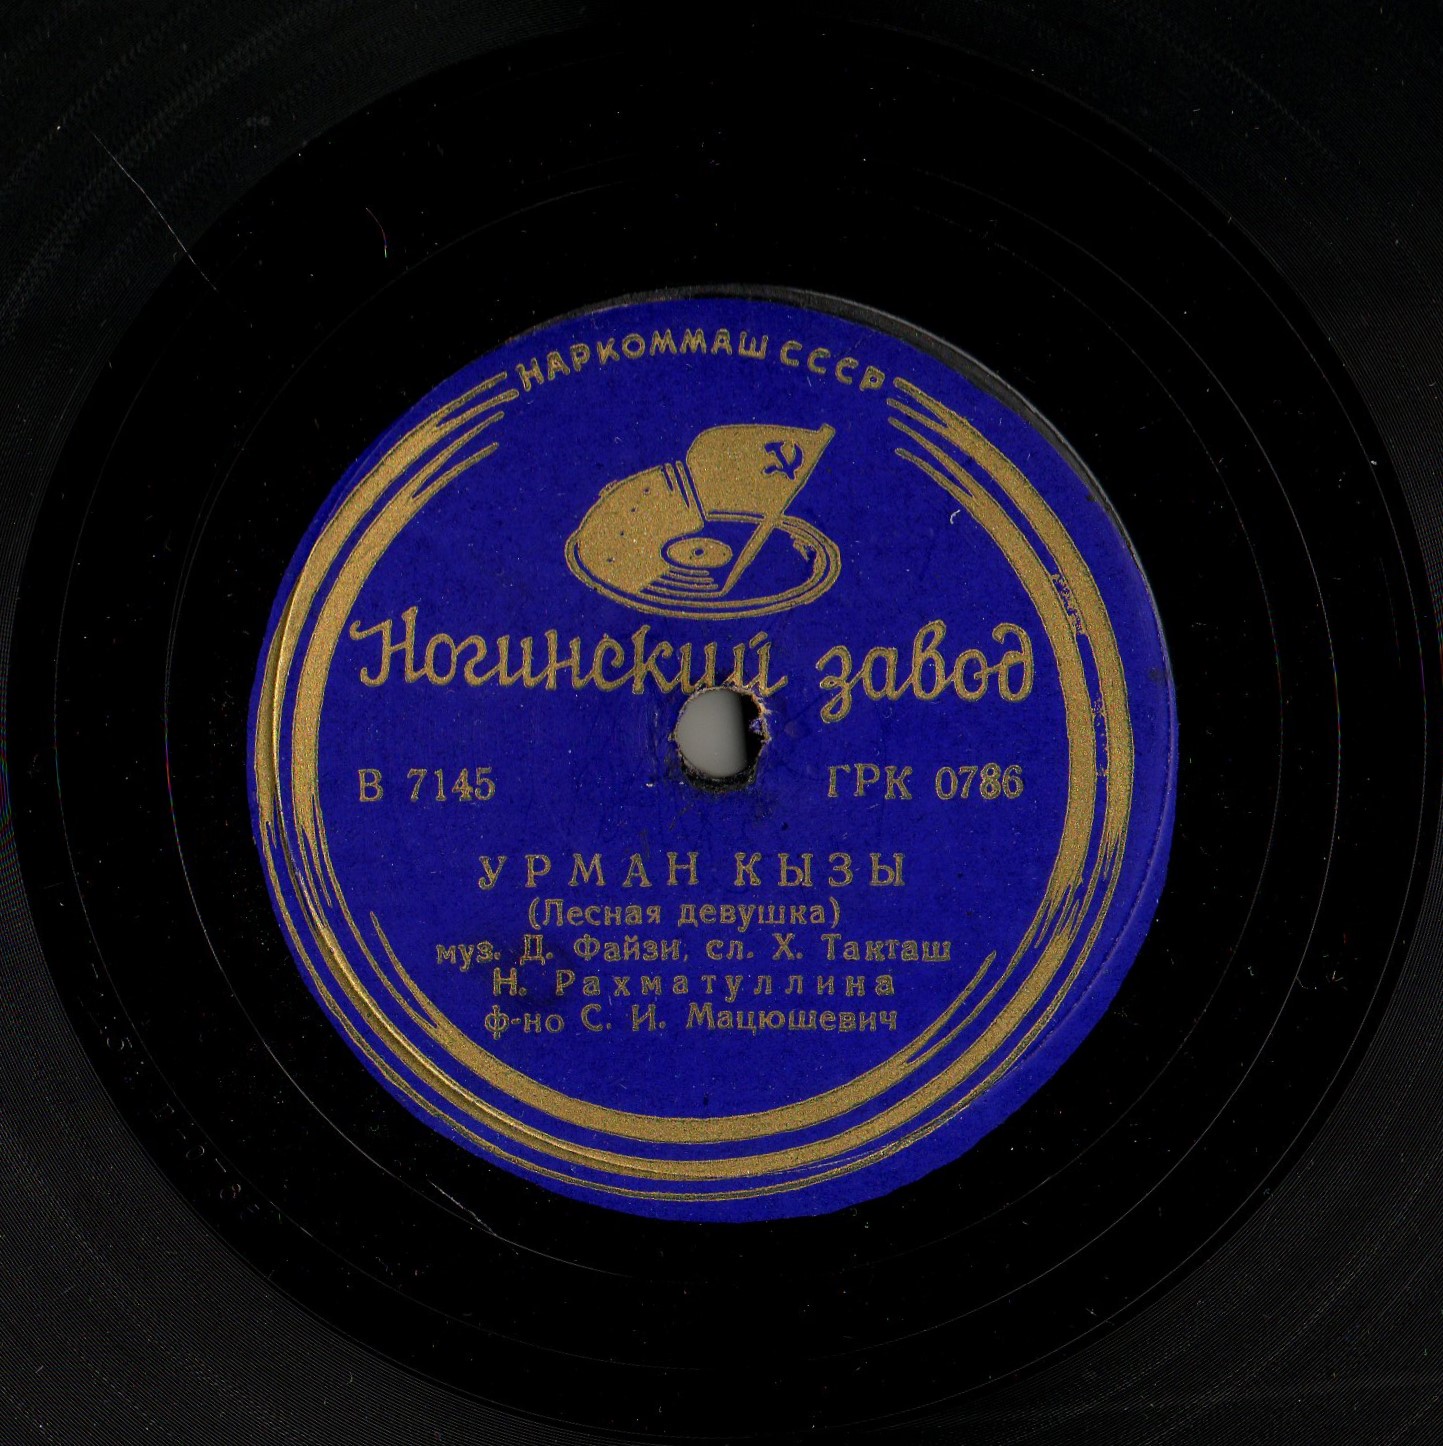 НАРКОММАШ СССР
Ногинский завод
В 7145 ГРК 0786
УРМАН КЫЗЫ
(Лесная девушка)
муз. Д. Файзи, сл. Х. Такташ
Н. Рахматуллина
ф-но С. И. Мацюшевич